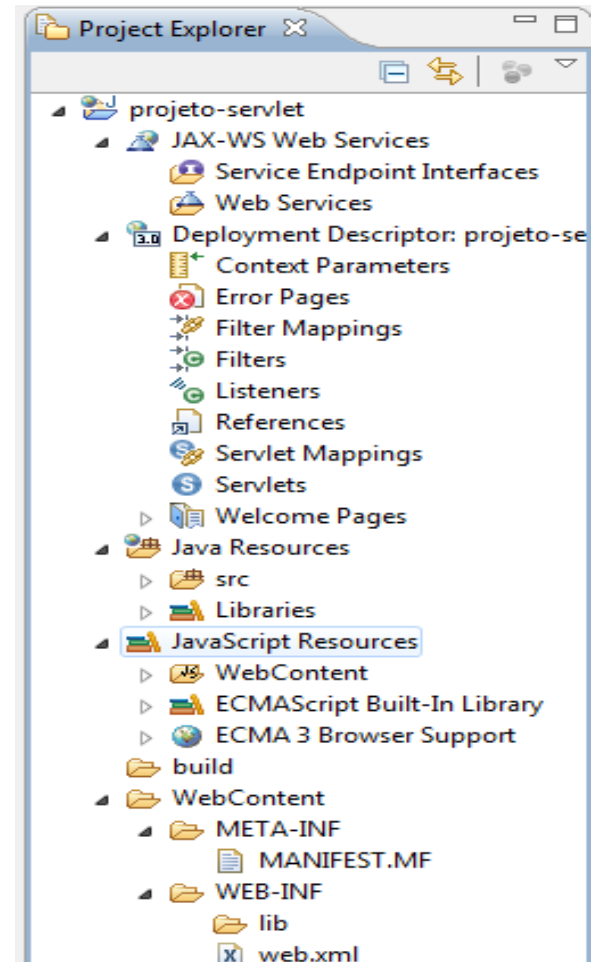 Project Explorer
projeto-servlet
JAX-WS Web Services
Service Endpoint Interfaces
Web Services
3.0 Deployment Descriptor: projeto-se
Context Parameters
Error Pages
Filter Mappings
Filters
Listeners
References
Servlet Mappings
S Servlets
Welcome Pages
Java Resources
src
Libraries
JavaScript Resources
JS WebContent
ECMAScript Built-In Library
ECMA 3 Browser Support
build
WebContent
META-INF
MANIFEST.MF
WEB-INF
lib
X web.xml